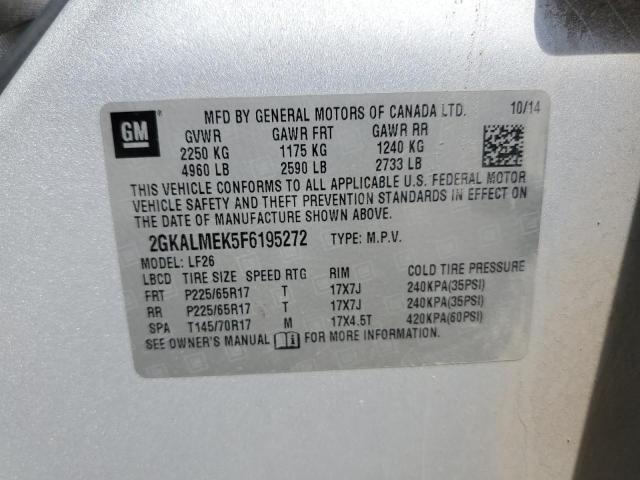 GM
MFD BY GENERAL MOTORS OF CANADA LTD. 10/14
GVWR GAWR FRT GAWR RR
2250 KG 1175 KG 1240 KG
4960 LB 2590 LB 2733 LB
THIS VEHICLE CONFORMS TO ALL APPLICABLE U.S. FEDERAL MOTOR
VEHICLE SAFETY AND THEFT PREVENTION STANDARDS IN EFFECT ON
THE DATE OF MANUFACTURE SHOWN ABOVE.
2GKALMEK5F6195272 TYPE: M.P.V.
MODEL: LF26
LBCD TIRE SIZE SPEED RTG RIM COLD TIRE PRESSURE
FRT P225/65R17 T 17X7J 240KPA(35PSI)
RR P225/65R17 T 17X7J 240KPA(35PSI)
SPA T145/70R17 M 17X4.5T 420KPA(60PSI)
SEE OWNER'S MANUAL FOR MORE INFORMATION.